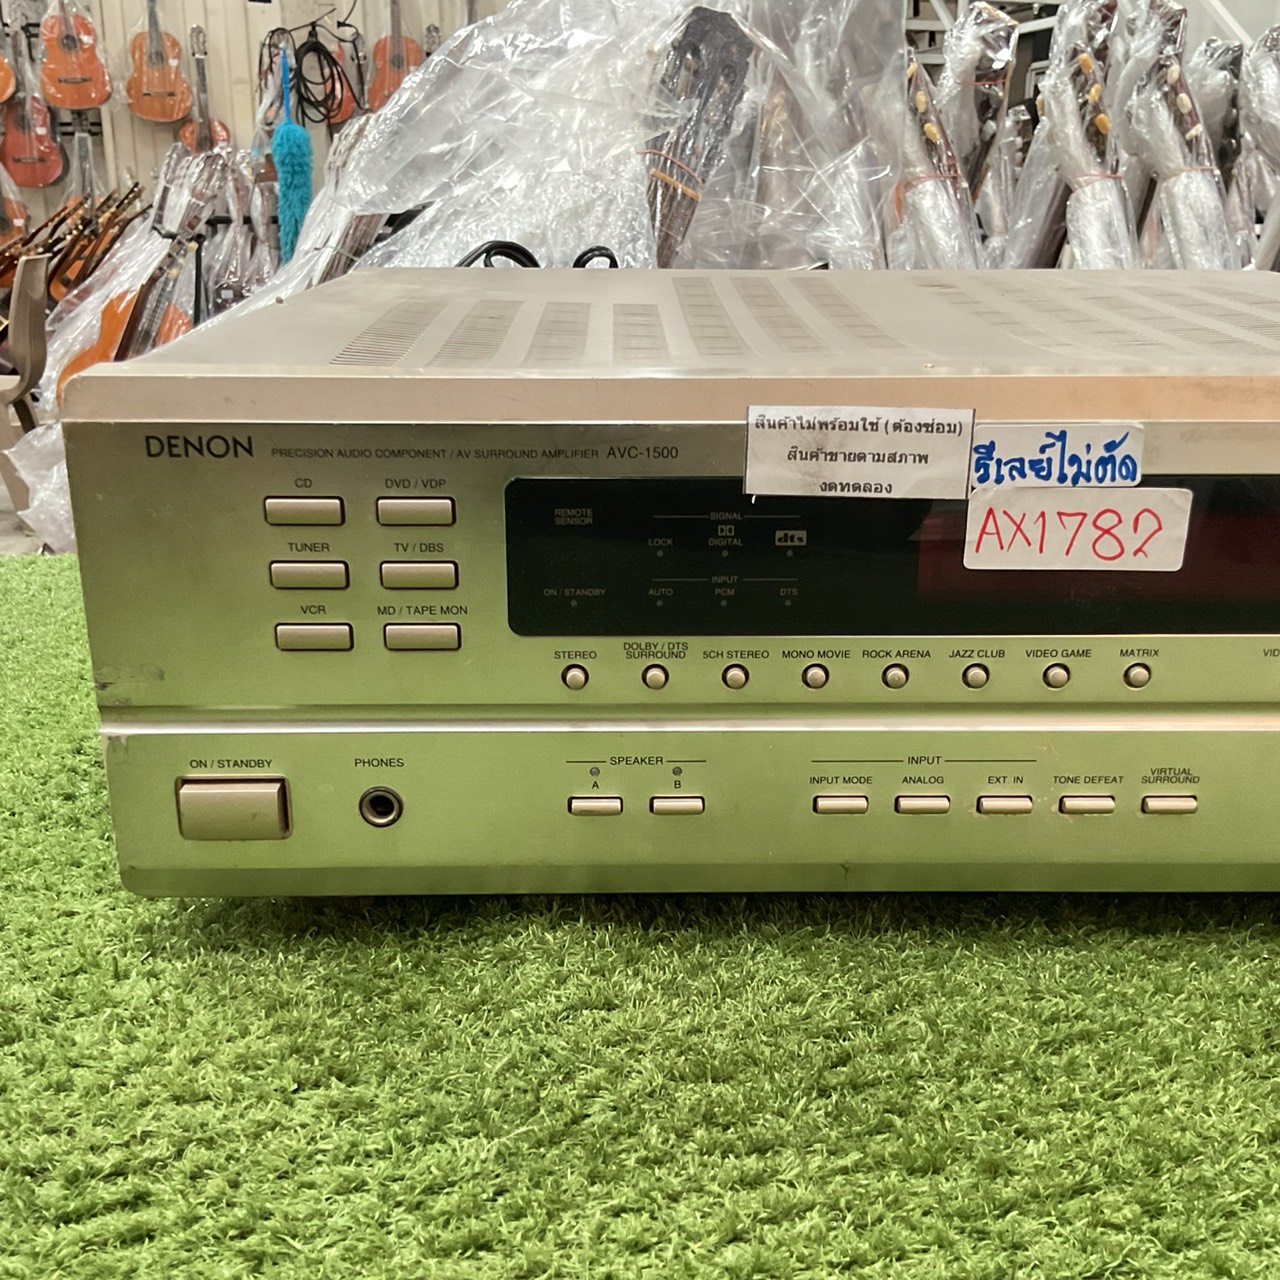 สินค้าไม่พร้อมใช้ (ต้องซ่อม)
สินค้าขายตามสภาพ
งดทดลอง
รีเลย์ไม่ตัด
AX1782
DENON PRECISION AUDIO COMPONENT / AV SURROUND AMPLIFIER AVC-1500
CD DVD / VDP
TUNER TV / DBS
VCR MD / TAPE MON
REMOTE
SENSOR
SIGNAL
LOCK DIGITAL dts
ON / STANDBY
INPUT
AUTO PCM DTS
STEREO
DOLBY / DTS
SURROUND
5CH STEREO
MONO MOVIE
ROCK ARENA
JAZZ CLUB
VIDEO GAME
MATRIX
VID
ON / STANDBY
PHONES
SPEAKER
A B
INPUT
INPUT MODE ANALOG EXT. IN
TONE DEFEAT
VIRTUAL
SURROUND